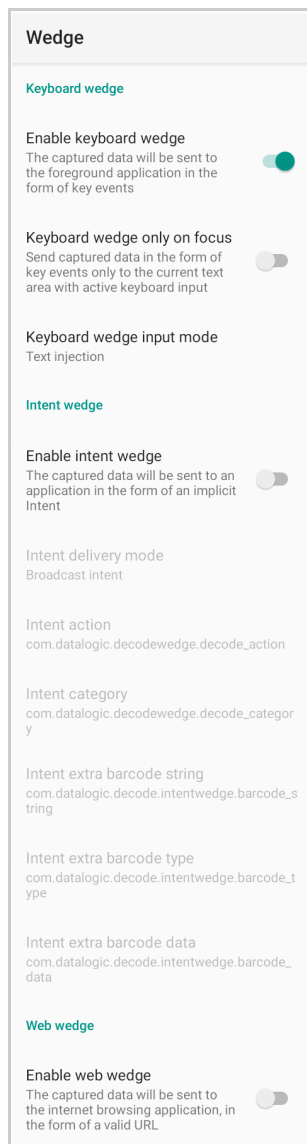 Wedge
Keyboard wedge
Enable keyboard wedge
The captured data will be sent to
the foreground application in the
form of key events
Keyboard wedge only on focus
Send captured data in the form of
key events only to the current text
area with active keyboard input
Keyboard wedge input mode
Text injection
Intent wedge
Enable intent wedge
The captured data will be sent to an
application in the form of an implicit
Intent
Intent delivery mode
Broadcast intent
Intent action
com.datalogic.decodewedge.decode_action
Intent category
com.datalogic.decodewedge.decode_categor
y
Intent extra barcode string
com.datalogic.decode.intentwedge.barcode_s
tring
Intent extra barcode type
com.datalogic.decode.intentwedge.barcode_t
ype
Intent extra barcode data
com.datalogic.decode.intentwedge.barcode_
data
Web wedge
Enable web wedge
The captured data will be sent to
the internet browsing application, in
the form of a valid URL